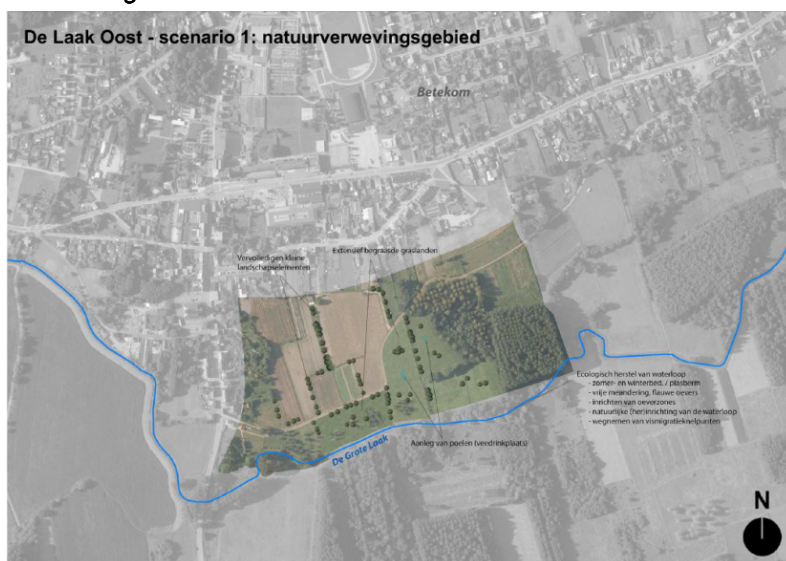 De Laak Oost - scenario 1: natuurverwevingsgebied
Betekom
Vervolledigen kleine
landschapselementen
Extensief begraasde graslanden
Ecologisch herstel van waterloop
- zomer- en winterbed, / plasberm
- vrije meandering, flauwe oevers
- inrichten van oeverzones
- natuurlijke (her)inrichting van de waterloop
- wegnemen van vismigratieknelpunten
Aanleg van poelen (veedrinkplaats)
De Grote Laak
N